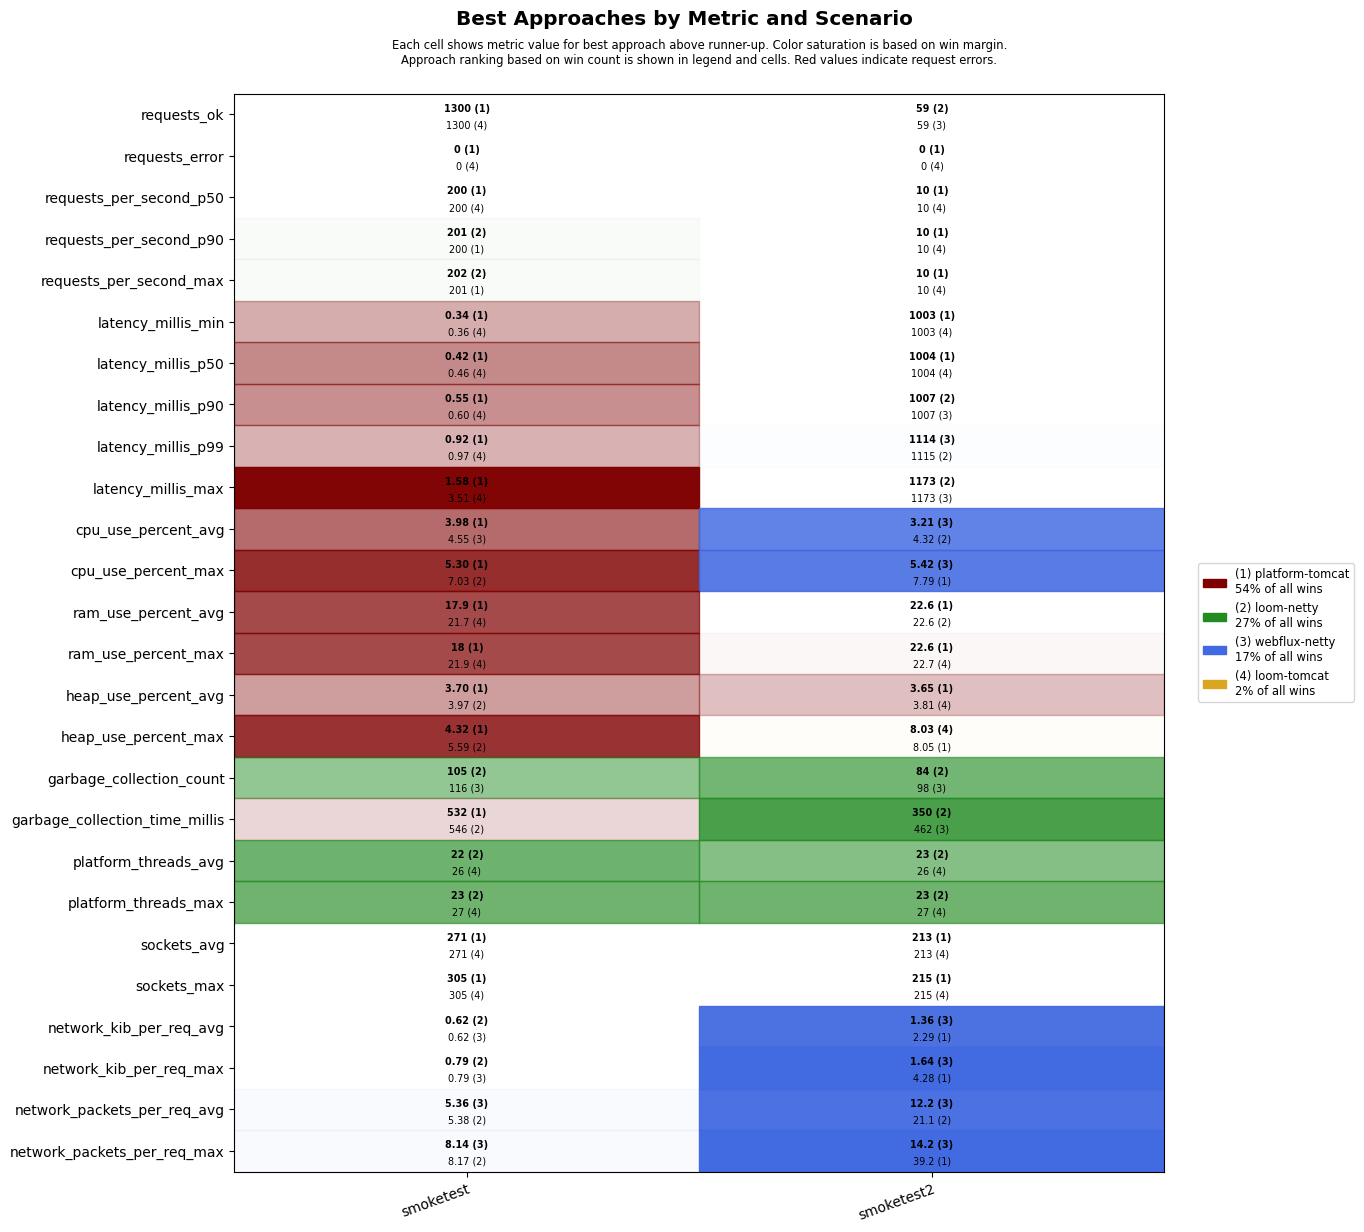 Best Approaches by Metric and Scenario
Each cell shows metric value for best approach above runner-up. Color saturation is based on win margin.
Approach ranking based on win count is shown in legend and cells. Red values indicate request errors.
requests_ok
1300 (1)
1300 (4)
59 (2)
59 (3)
requests_error
0 (1)
0 (4)
0 (1)
0 (4)
requests_per_second_p50
200 (1)
200 (4)
10 (1)
10 (4)
requests_per_second_p90
201 (2)
200 (1)
10 (1)
10 (4)
requests_per_second_max
202 (2)
201 (1)
10 (1)
10 (4)
latency_millis_min
0.34 (1)
0.36 (4)
1003 (1)
1003 (4)
latency_millis_p50
0.42 (1)
0.46 (4)
1004 (1)
1004 (4)
latency_millis_p90
0.55 (1)
0.60 (4)
1007 (2)
1007 (3)
latency_millis_p99
0.92 (1)
0.97 (4)
1114 (3)
1115 (2)
latency_millis_max
1.58 (1)
3.51 (4)
1173 (2)
1173 (3)
cpu_use_percent_avg
3.98 (1)
4.55 (3)
3.21 (3)
4.32 (2)
cpu_use_percent_max
5.30 (1)
7.03 (2)
5.42 (3)
7.79 (1)
ram_use_percent_avg
17.9 (1)
21.7 (4)
22.6 (1)
22.6 (2)
ram_use_percent_max
18 (1)
21.9 (4)
22.6 (1)
22.7 (4)
heap_use_percent_avg
3.70 (1)
3.97 (2)
3.65 (1)
3.81 (4)
heap_use_percent_max
4.32 (1)
5.59 (2)
8.03 (4)
8.05 (1)
garbage_collection_count
105 (2)
116 (3)
84 (2)
98 (3)
garbage_collection_time_millis
532 (1)
546 (2)
350 (2)
462 (3)
platform_threads_avg
22 (2)
26 (4)
23 (2)
26 (4)
platform_threads_max
23 (2)
27 (4)
23 (2)
27 (4)
sockets_avg
271 (1)
271 (4)
213 (1)
213 (4)
sockets_max
305 (1)
305 (4)
215 (1)
215 (4)
network_kib_per_req_avg
0.62 (2)
0.62 (3)
1.36 (3)
2.29 (1)
network_kib_per_req_max
0.79 (2)
0.79 (3)
1.64 (3)
4.28 (1)
network_packets_per_req_avg
5.36 (3)
5.38 (2)
12.2 (3)
21.1 (2)
network_packets_per_req_max
8.14 (3)
8.17 (2)
14.2 (3)
39.2 (1)
smoketest
smoketest2
(1) platform-tomcat
54% of all wins
(2) loom-netty
27% of all wins
(3) webflux-netty
17% of all wins
(4) loom-tomcat
2% of all wins